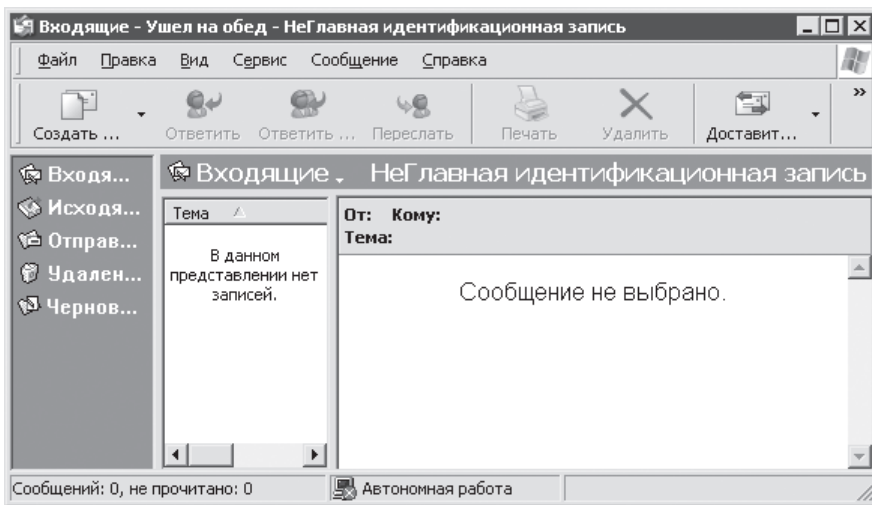 Входящие - Ушел на обед - НеГлавная идентификационная запись
Файл Правка Вид Сервис Сообщение Справка
»
Создать ... Ответить Ответить ... Переслать Печать Удалить Доставит...
Входящие НеГлавная идентификационная запись
Входя...
Исходя...
Отправ...
Удален...
Чернов...
Тема
В данном
представлении нет
записей.
От: Кому:
Тема:
Сообщение не выбрано.
Сообщений: 0, не прочитано: 0
Автономная работа